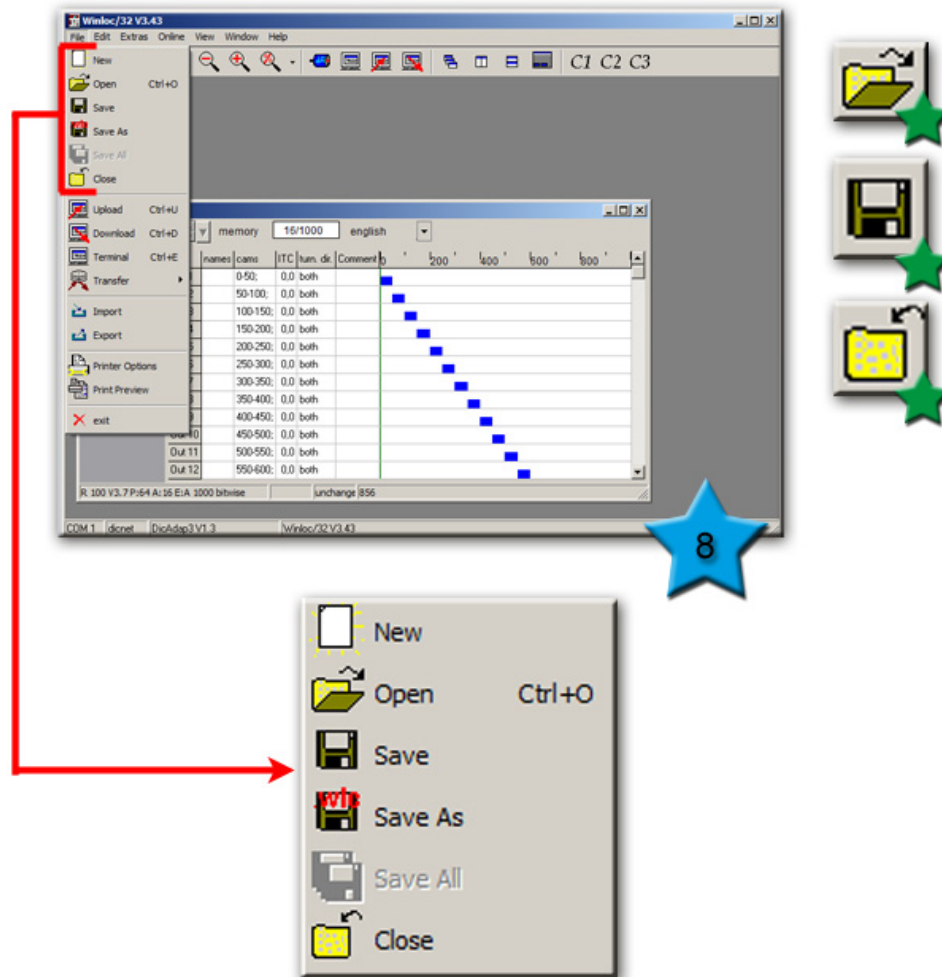 Winloc/32 V3.43
File Edit Extras Online View Window Help
C1 C2 C3
New
Open Ctrl+O
Save
Save As
Save All
Close
Upload Ctrl+U
Download Ctrl+D
Terminal Ctrl+E
Transfer
Import
Export
Printer Options
Print Preview
exit
memory 16/1000 english
names cams ITC turn. dir. Comment 0 200 400 600 800
0-50; 0,0 both
50-100; 0,0 both
100-150; 0,0 both
150-200; 0,0 both
200-250; 0,0 both
250-300; 0,0 both
300-350; 0,0 both
350-400; 0,0 both
400-450; 0,0 both
Out 10 450-500; 0,0 both
Out 11 500-550; 0,0 both
Out 12 550-600; 0,0 both
R 100 V3.7 P:64 A:16 E:A 1000 bitwise unchange 856
COM 1 dicnet DicAdap3 V1.3 Winloc/32 V3.43
8
New
Open Ctrl+O
Save
.wlc
Save As
Save All
Close